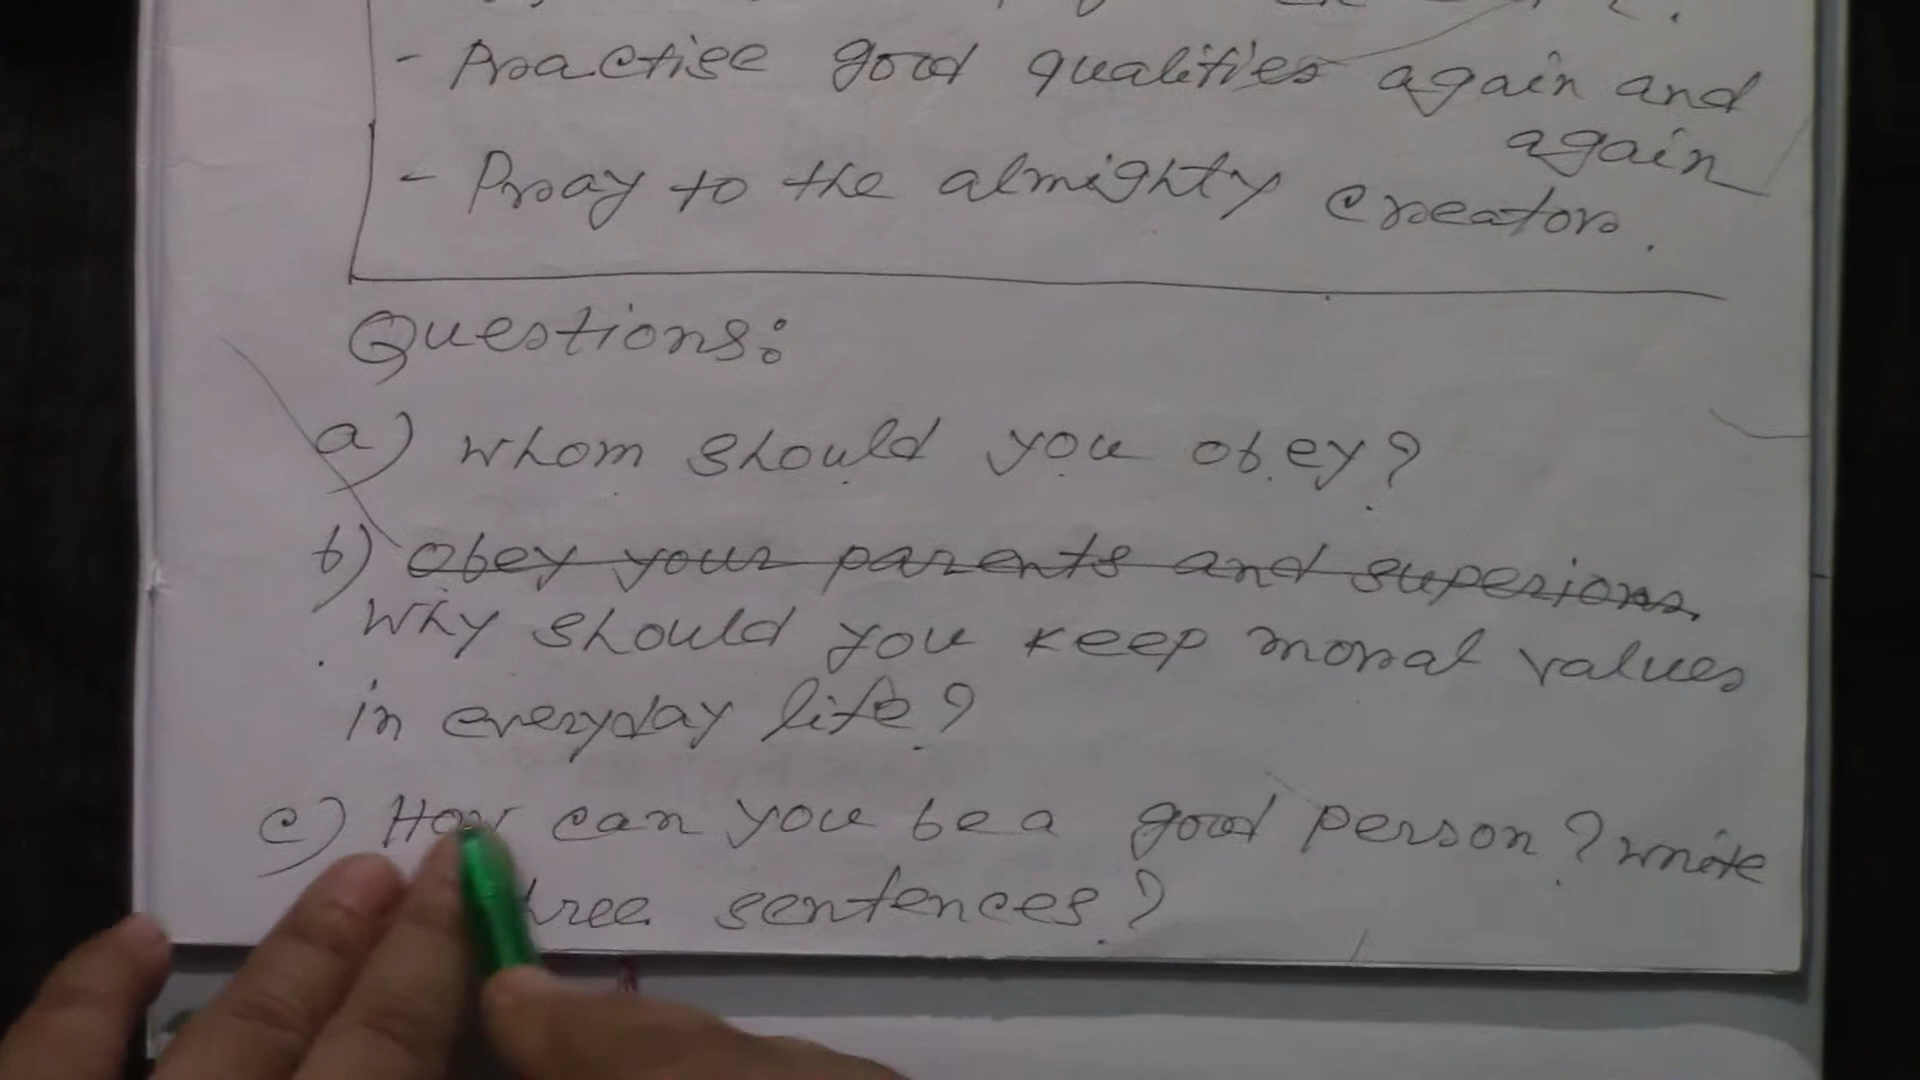 - Practise good qualities again and
again
- Pray to the almighty creator.
Questions:
a) whom should you obey?
b) Obey your parents and superiors.
Why should you keep moral values
in everyday life?
c) How can you be a good person? write
three sentences?